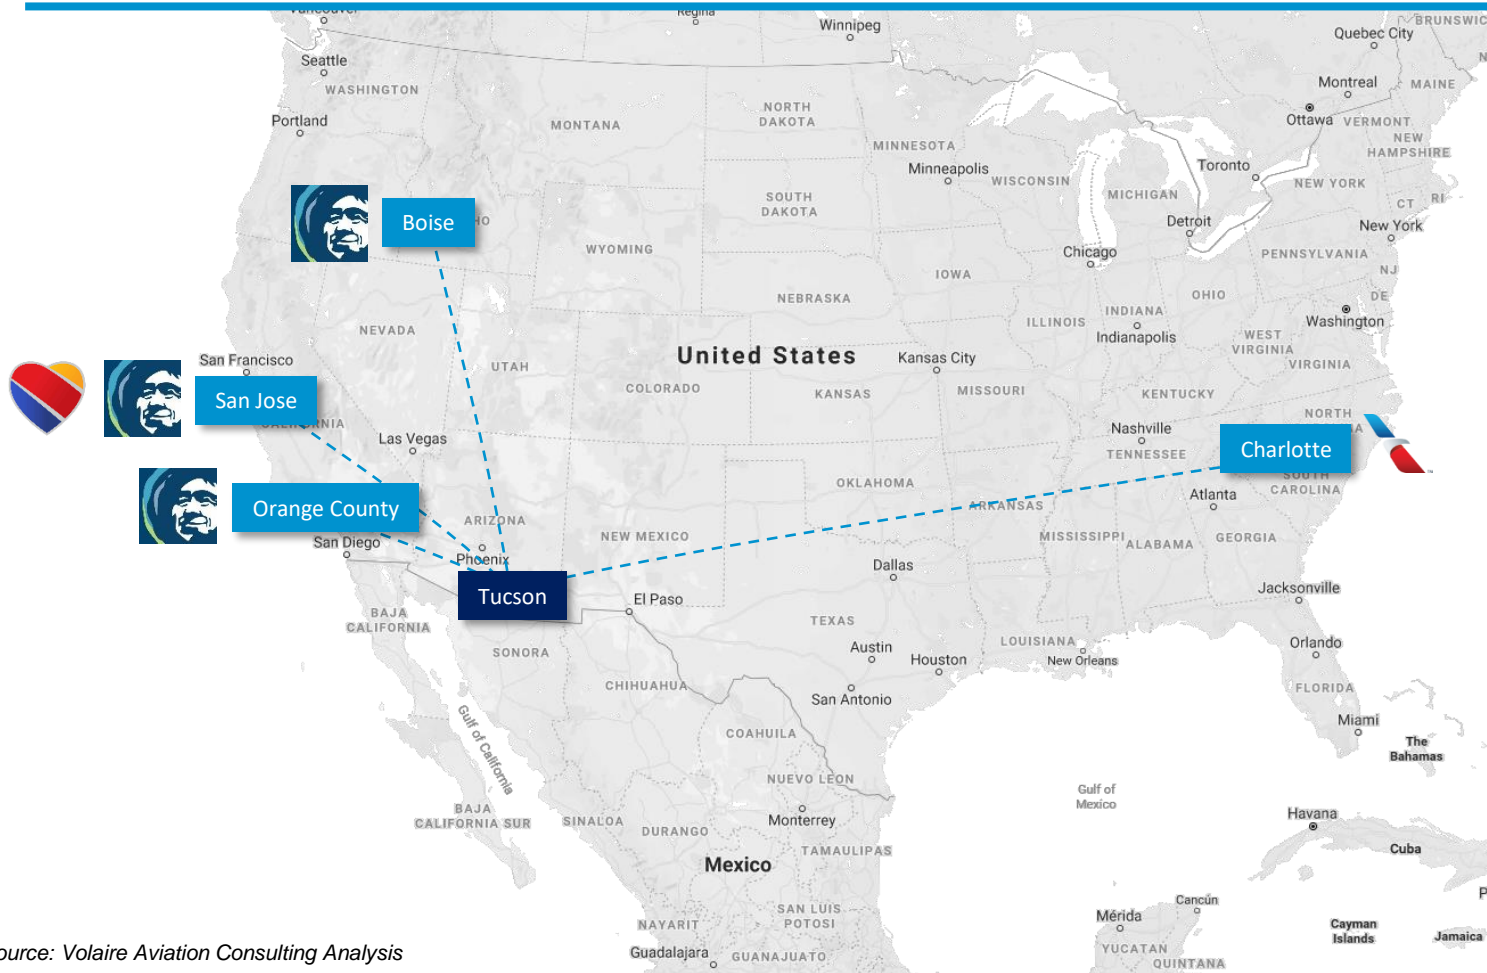 Vancouver
Regina
Winnipeg
BRUNSWIC
Quebec City
Seattle
WASHINGTON
Montreal
MAINE
NORTH
DAKOTA
Portland
MONTANA
Ottawa
VERMONT
NEW
HAMPSHIRE
MINNESOTA
Minneapolis
WISCONSIN
Toronto
MICHIGAN
NEW YORK
SOUTH
DAKOTA
CT
RI
Boise
HO
Detroit
New York
WYOMING
Chicago
PENNSYLVANIA
IOWA
NJ
NEBRASKA
OHIO
DE
INDIANA
Indianapolis
ILLINOIS
Washington
NEVADA
WEST
VIRGINIA
United States
Kansas City
San Francisco
UTAH
VIRGINIA
COLORADO
KANSAS
MISSOURI
KENTUCKY
San Jose
CALIFORNIA
NORTH
Las Vegas
Nashville
TENNESSEE
Charlotte
A
TM
SOUTH
CAROLINA
OKLAHOMA
Atlanta
Orange County
ARKANSAS
ARIZONA
NEW MEXICO
MISSISSIPPI
ALABAMA
GEORGIA
San Diego
Phoenix
Dallas
Tucson
El Paso
Jacksonville
BAJA
CALIFORNIA
TEXAS
LOUISIANA
New Orleans
Orlando
SONORA
Austin
Houston
CHIHUAHUA
San Antonio
FLORIDA
Gulf of California
Miami
COAHUILA
The
Bahamas
NUEVO LEON
Gulf of
Mexico
BAJA
CALIFORNIA SUR
SINALOA
DURANGO
Monterrey
Havana
TAMAULIPAS
Cuba
Mexico
P
SAN LUIS
POTOSI
NAYARIT
Mérida
Cancún
Cayman
Islands
Jamaica
Guadalajara
GUANAJUATO
YUCATAN
QUINTANA
ource: Volaire Aviation Consulting Analysis